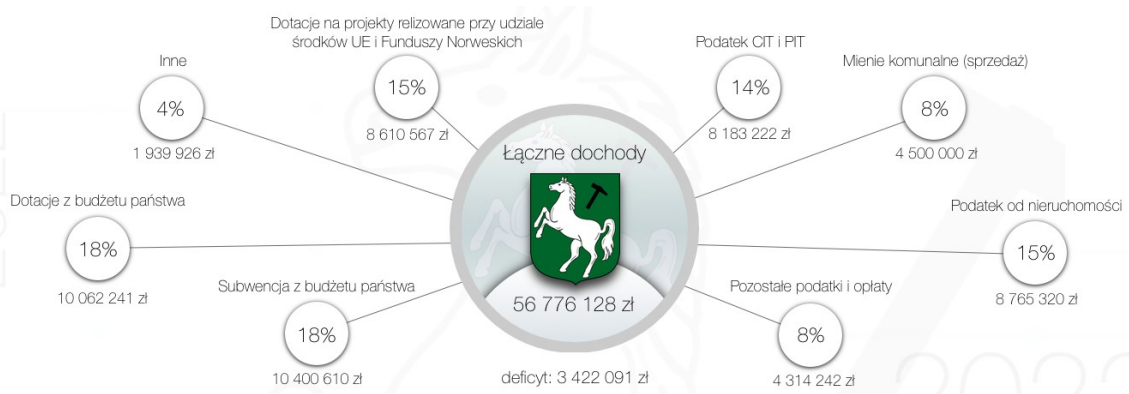 Dotacje na projekty relizowane przy udziale
środków UE i Funduszy Norweskich
15%
8 610 567 zł
Podatek CIT i PIT
14%
8 183 222 zł
Inne
4%
1 939 926 zł
Mienie komunalne (sprzedaż)
8%
4 500 000 zł
Łączne dochody
56 776 128 zł
deficyt: 3 422 091 zł
Dotacje z budżetu państwa
18%
10 062 241 zł
Podatek od nieruchomości
15%
8 765 320 zł
Subwencja z budżetu państwa
18%
10 400 610 zł
Pozostałe podatki i opłaty
8%
4 314 242 zł